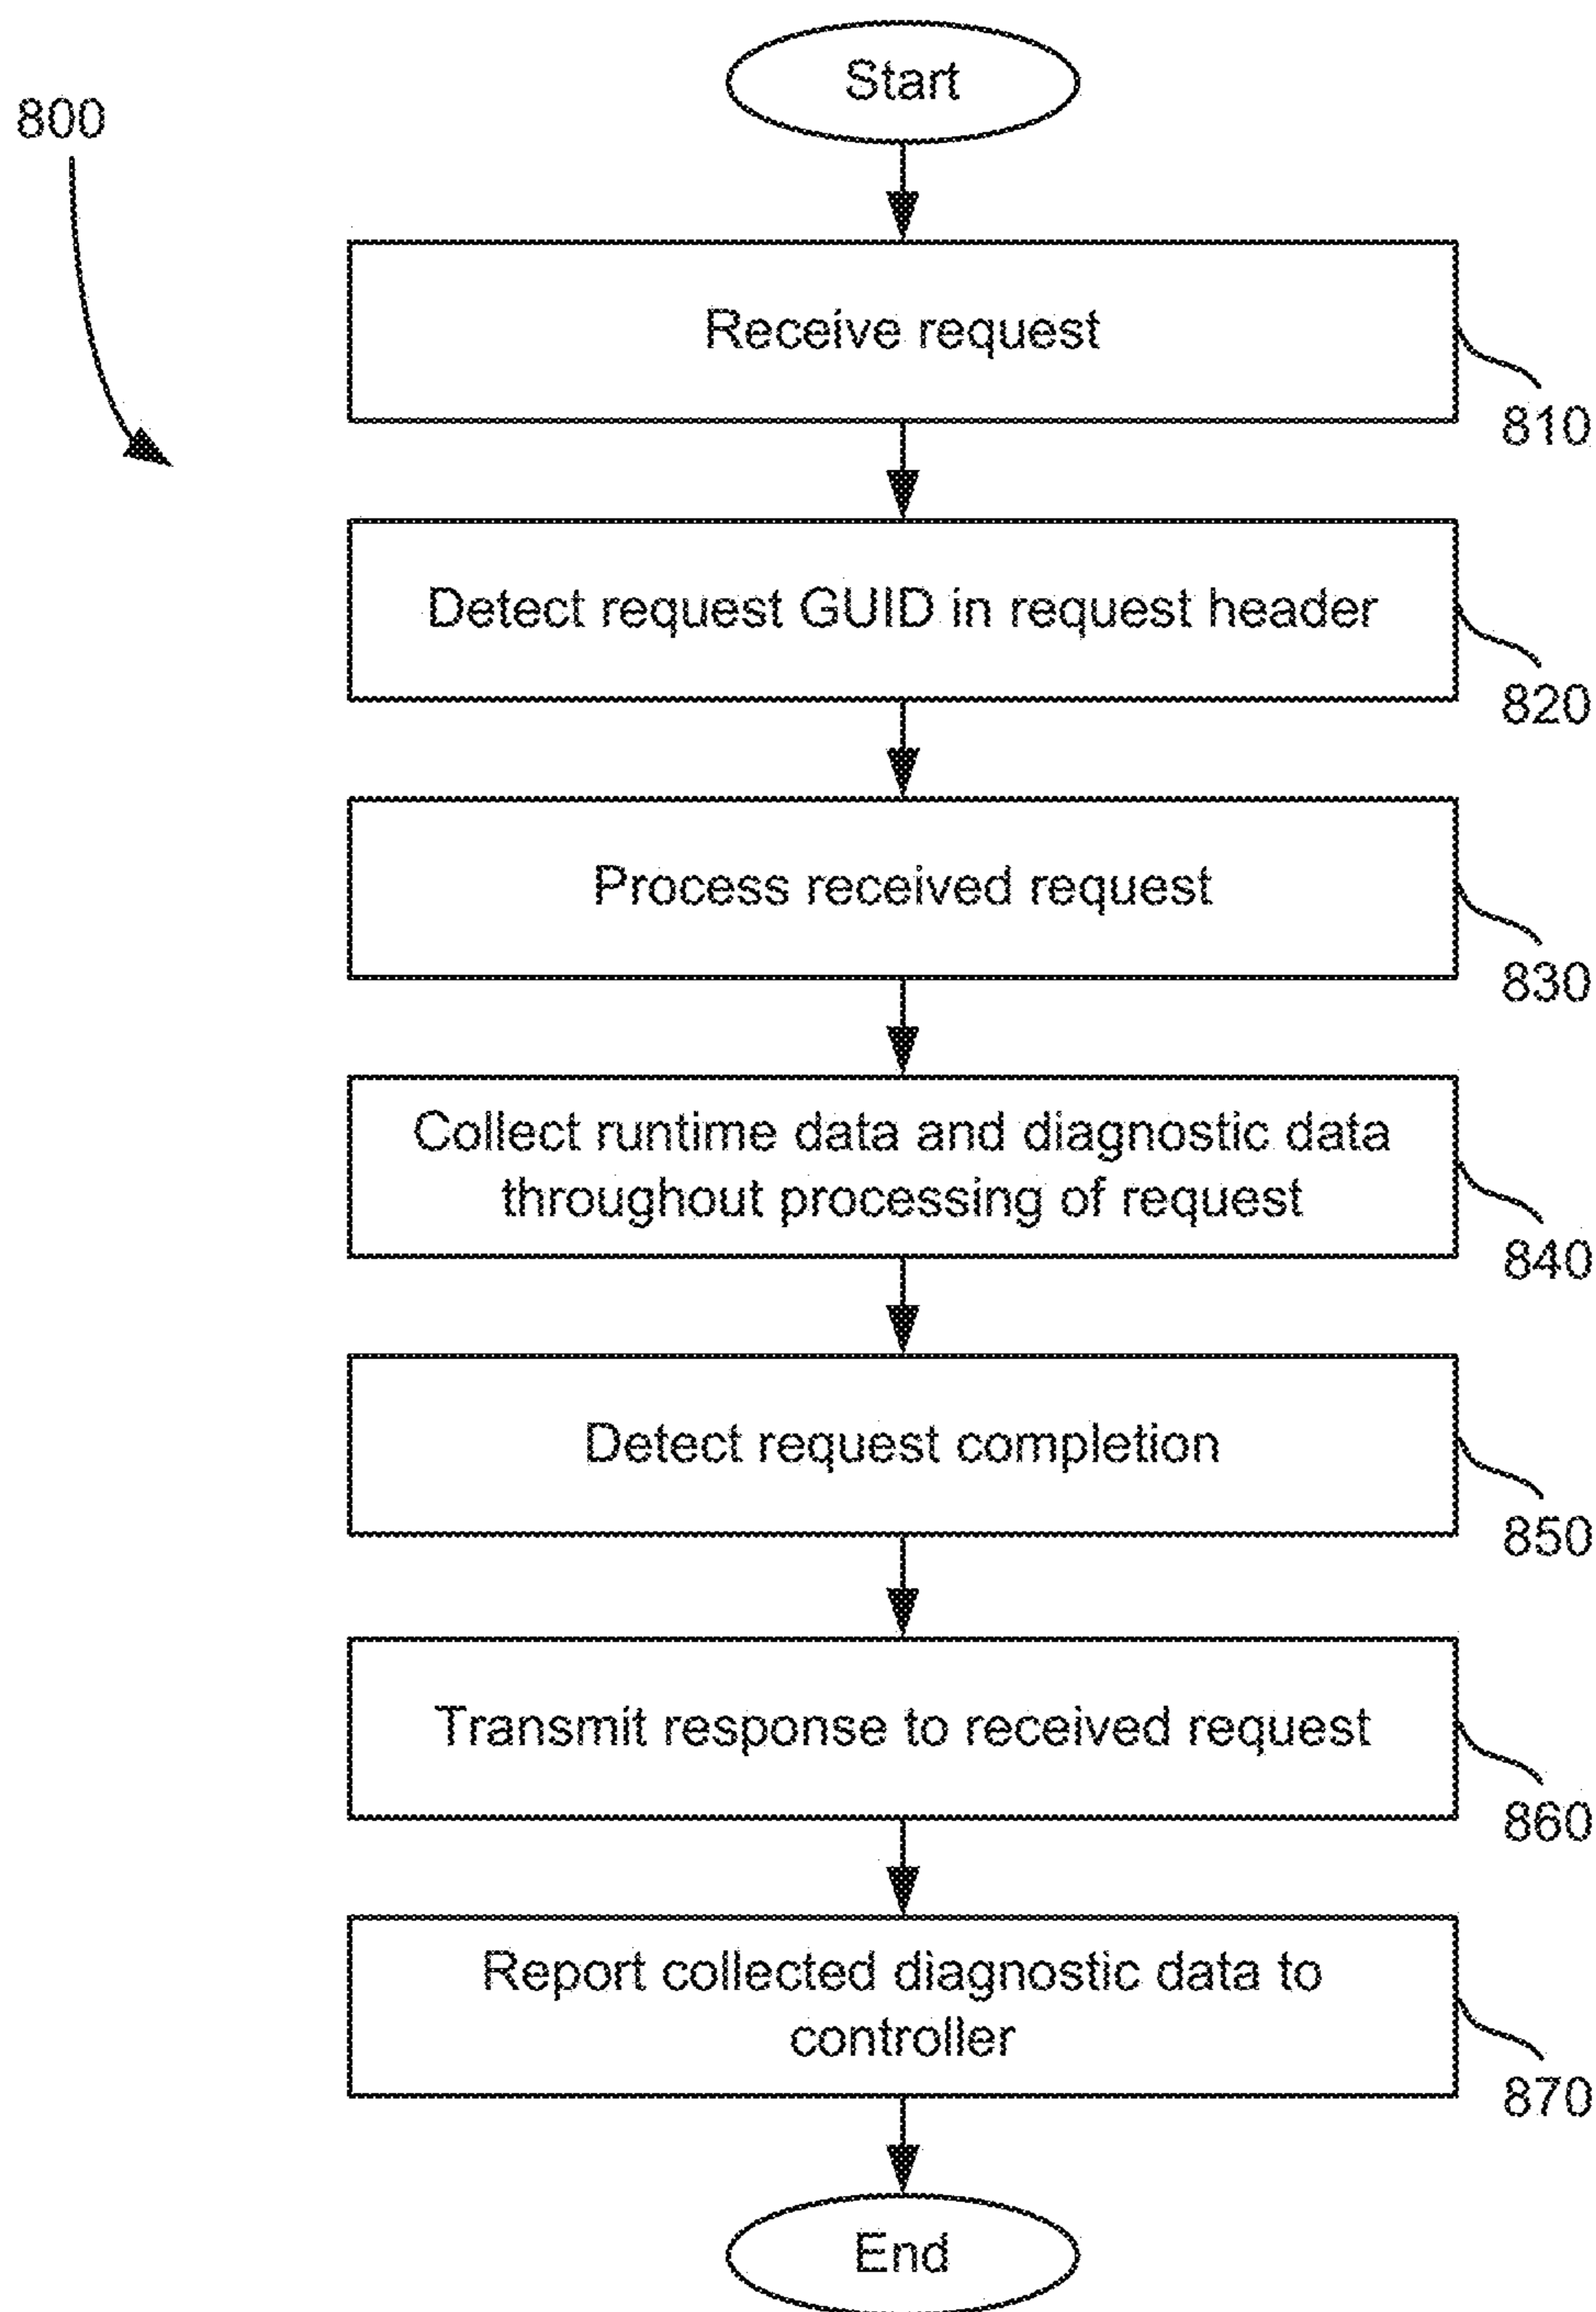 Start
800
Receive request
810
Detect request GUID in request header
820
Process received request
830
Collect runtime data and diagnostic data
throughout processing of request
840
Detect request completion
850
Transmit response to received request
860
Report collected diagnostic data to
controller
870
End